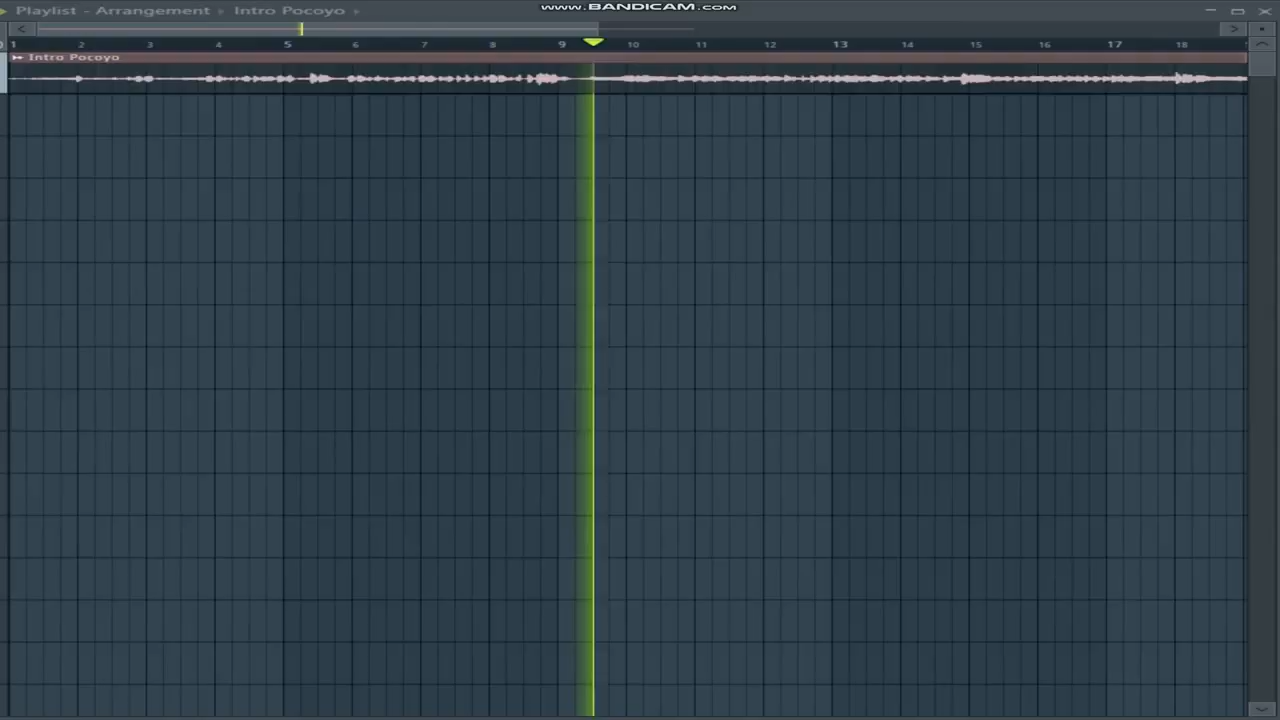 WWW.BANDICAM.COM
Playlist - Arrangement ▸ Intro Pocoyo ▸
1 2 3 4 5 6 7 8 9 10 11 12 13 14 15 16 17 18
Intro Pocoyo